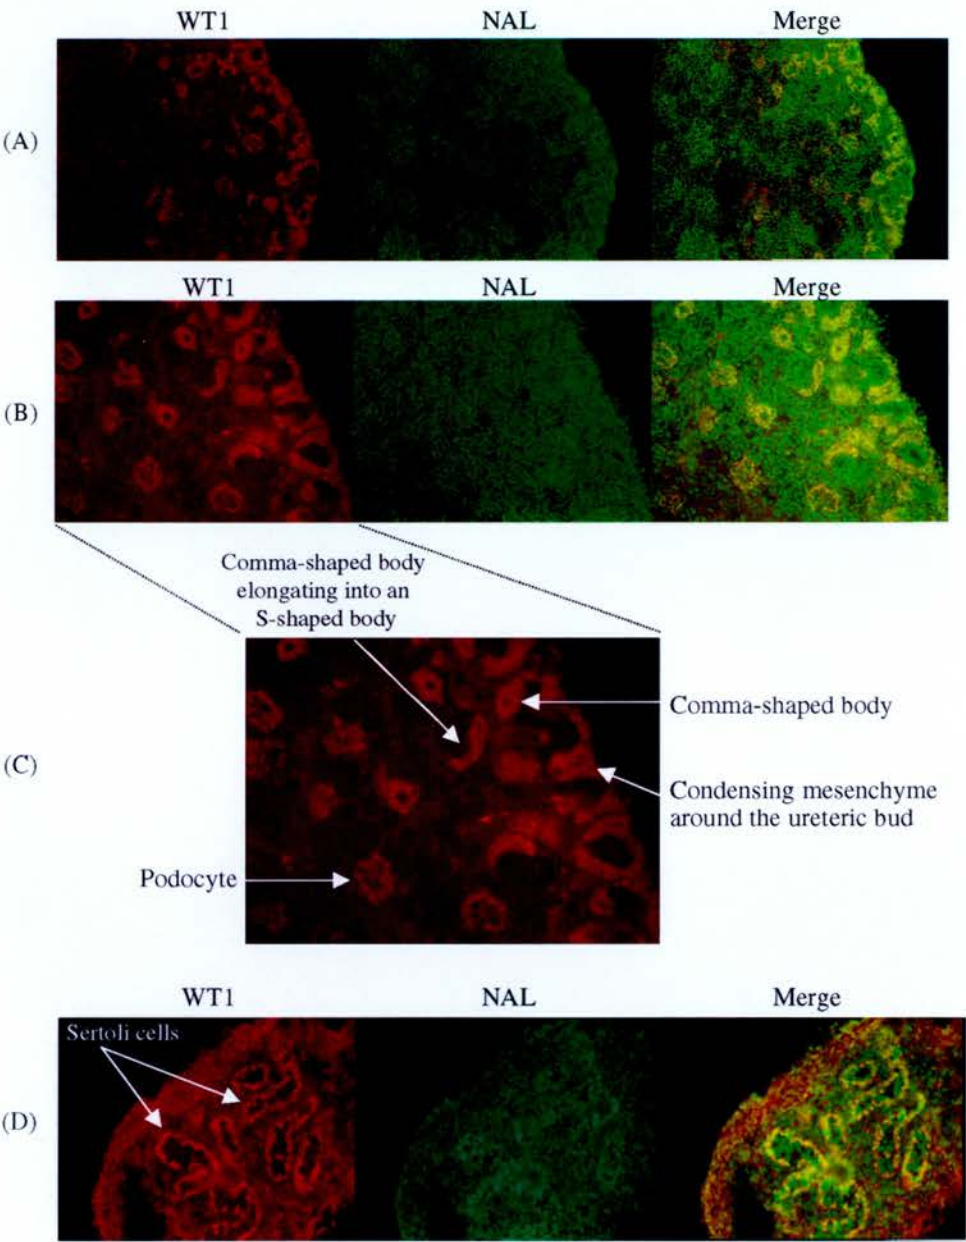 WT1 NAL Merge
(A)
WT1 NAL Merge
(B)
Comma-shaped body
elongating into an
S-shaped body
Comma-shaped body
(C)
Condensing mesenchyme
around the ureteric bud
Podocyte
WT1 NAL Merge
Sertoli cells
(D)